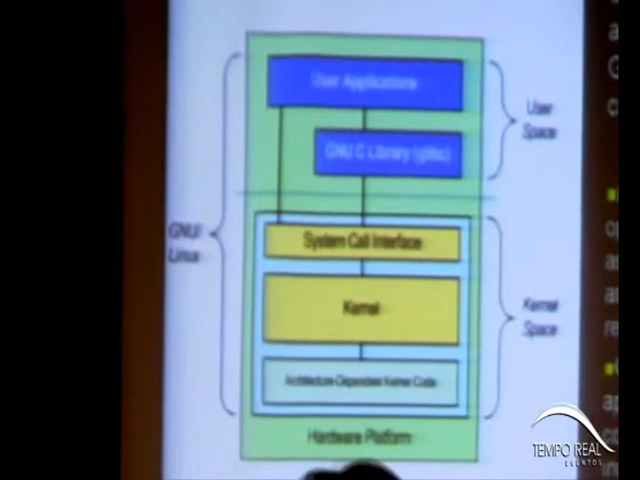 User Applications
User
Space
GNU C Library (glibc)
GNU/
Linux
System Call Interface
Kernel
Kernel
Space
Architecture-Dependent Kernel Code
Hardware Platform
TEMPO REAL
EVENTOS